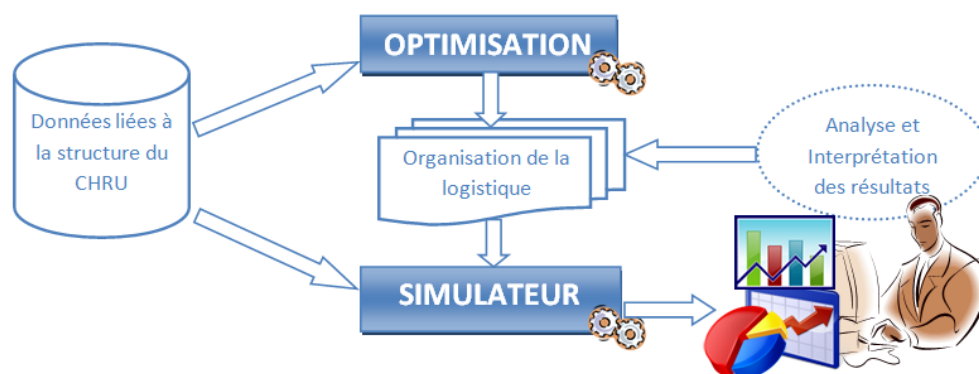 OPTIMISATION
Données liées à
la structure du
CHRU
Organisation de la
logistique
Analyse et
Interprétation
des résultats
SIMULATEUR